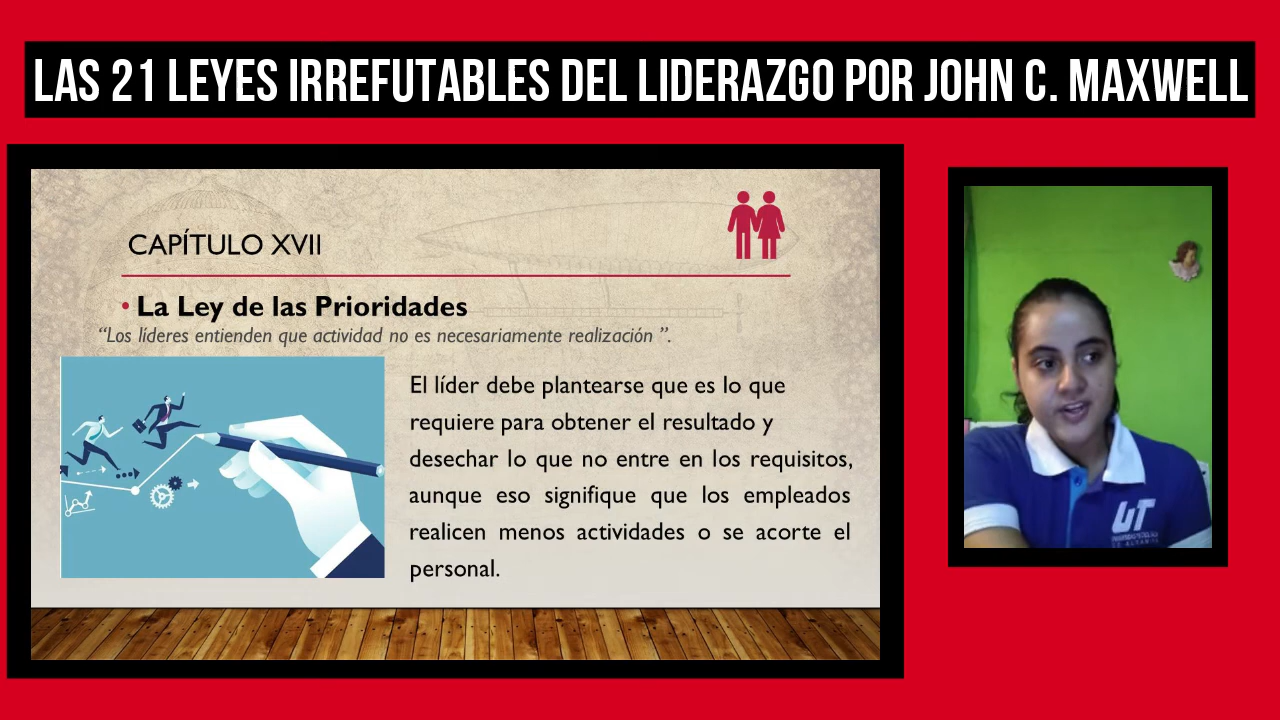 LAS 21 LEYES IRREFUTABLES DEL LIDERAZGO POR JOHN C. MAXWELL
CAPÍTULO XVII
• La Ley de las Prioridades
“Los líderes entienden que actividad no es necesariamente realización ”.
El líder debe plantearse que es lo que
requiere para obtener el resultado y
desechar lo que no entre en los requisitos,
aunque eso signifique que los empleados
realicen menos actividades o se acorte el
personal.
UT